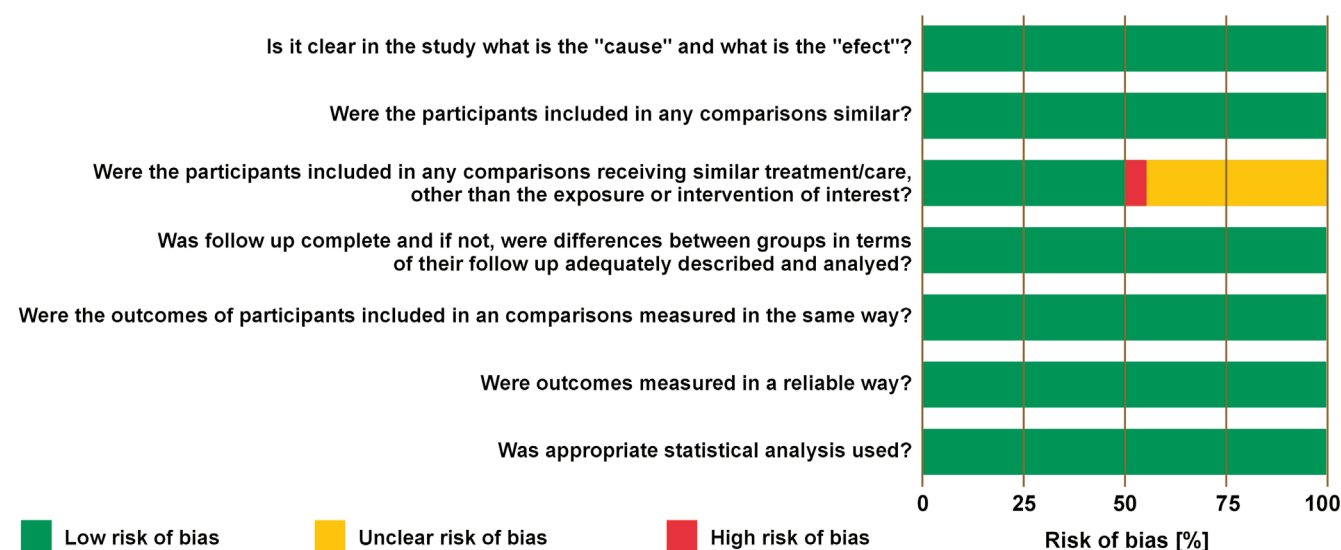 Is it clear in the study what is the "cause" and what is the "efect"?
Were the participants included in any comparisons similar?
Were the participants included in any comparisons receiving similar treatment/care,
other than the exposure or intervention of interest?
Was follow up complete and if not, were differences between groups in terms
of their follow up adequately described and analyed?
Were the outcomes of participants included in an comparisons measured in the same way?
Were outcomes measured in a reliable way?
Was appropriate statistical analysis used?
0 25 50 75 100
Low risk of bias Unclear risk of bias High risk of bias Risk of bias [%]